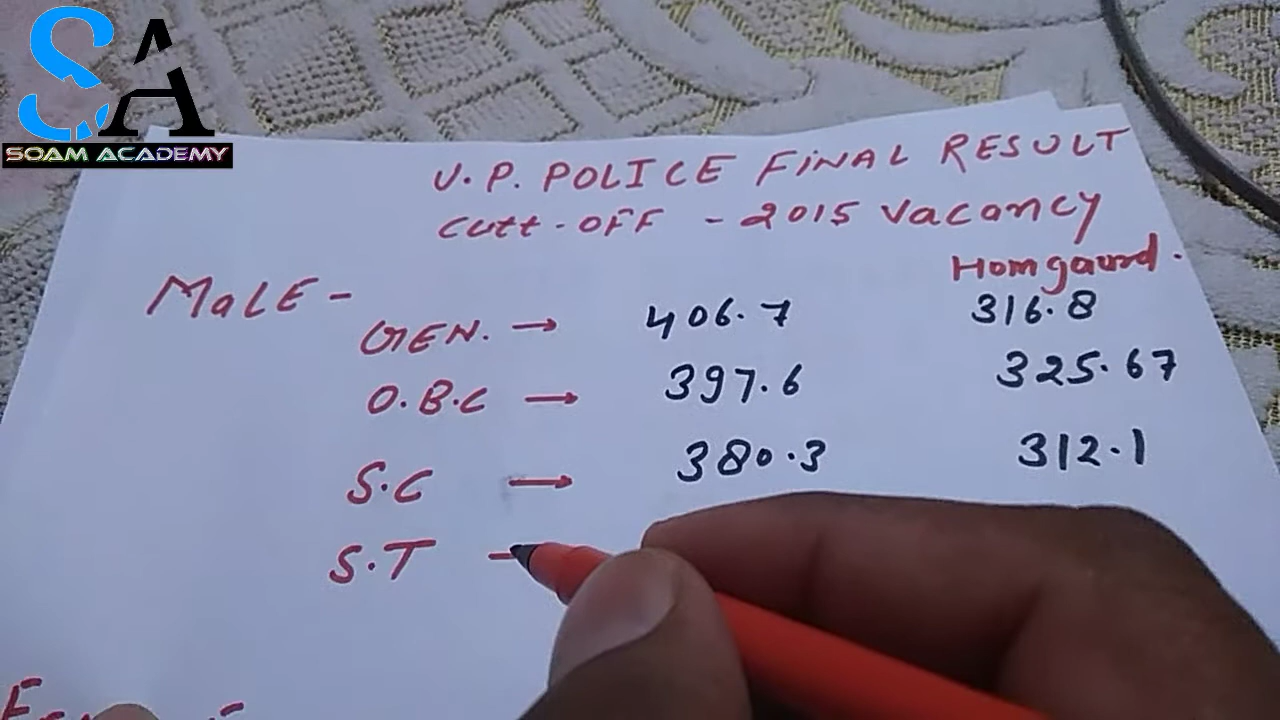 SA
SOAM ACADEMY
U.P. POLICE FINAL RESULT
Cutt-OFF - 2015 Vacancy
Homgaurd.
MaLE -
GEN. → 406.7 316.8
O.B.C → 397.6 325.67
S.C → 380.3 312.1
S.T -